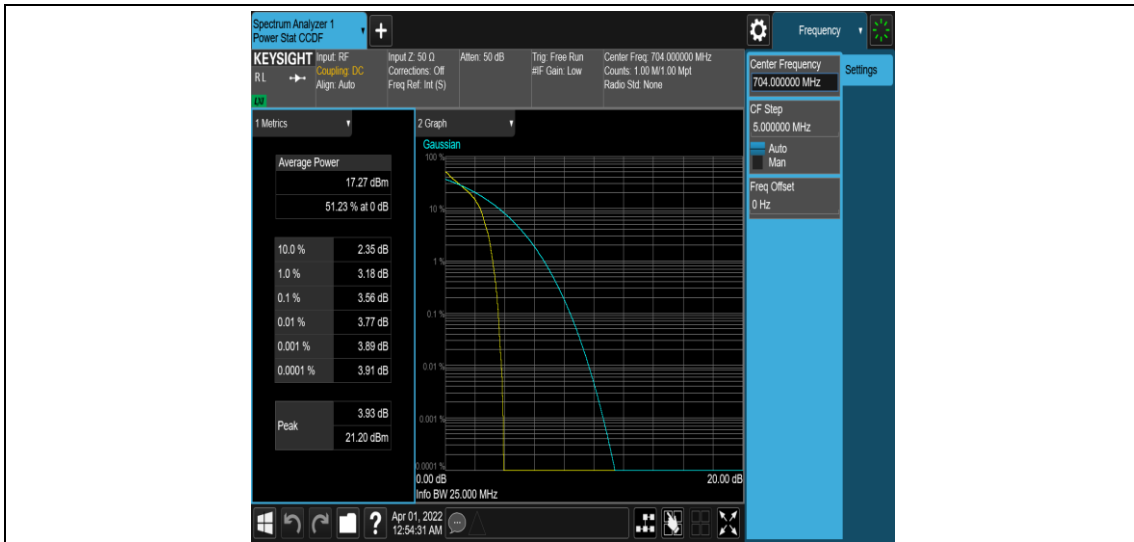 Spectrum Analyzer 1
Power Stat CCDF
+
Frequency
KEYSIGHT
RL
LXI
Input: RF
Coupling: DC
Align: Auto
Input Z: 50 Ω
Corrections: Off
Freq Ref: Int (S)
Atten: 50 dB
Trig: Free Run
#IF Gain: Low
Center Freq: 704.000000 MHz
Counts: 1.00 M/1.00 Mpt
Radio Std: None
Center Frequency
704.000000 MHz
Settings
CF Step
5.000000 MHz
Auto
Man
Freq Offset
0 Hz
1 Metrics
Average Power
17.27 dBm
51.23 % at 0 dB
10.0 % 2.35 dB
1.0 % 3.18 dB
0.1 % 3.56 dB
0.01 % 3.77 dB
0.001 % 3.89 dB
0.0001 % 3.91 dB
Peak
3.93 dB
21.20 dBm
2 Graph
Gaussian
100 %
10 %
1 %
0.1 %
0.01 %
0.001 %
0.0001 %
0.00 dB 20.00 dB
Info BW 25.000 MHz
?
Apr 01, 2022
12:54:31 AM